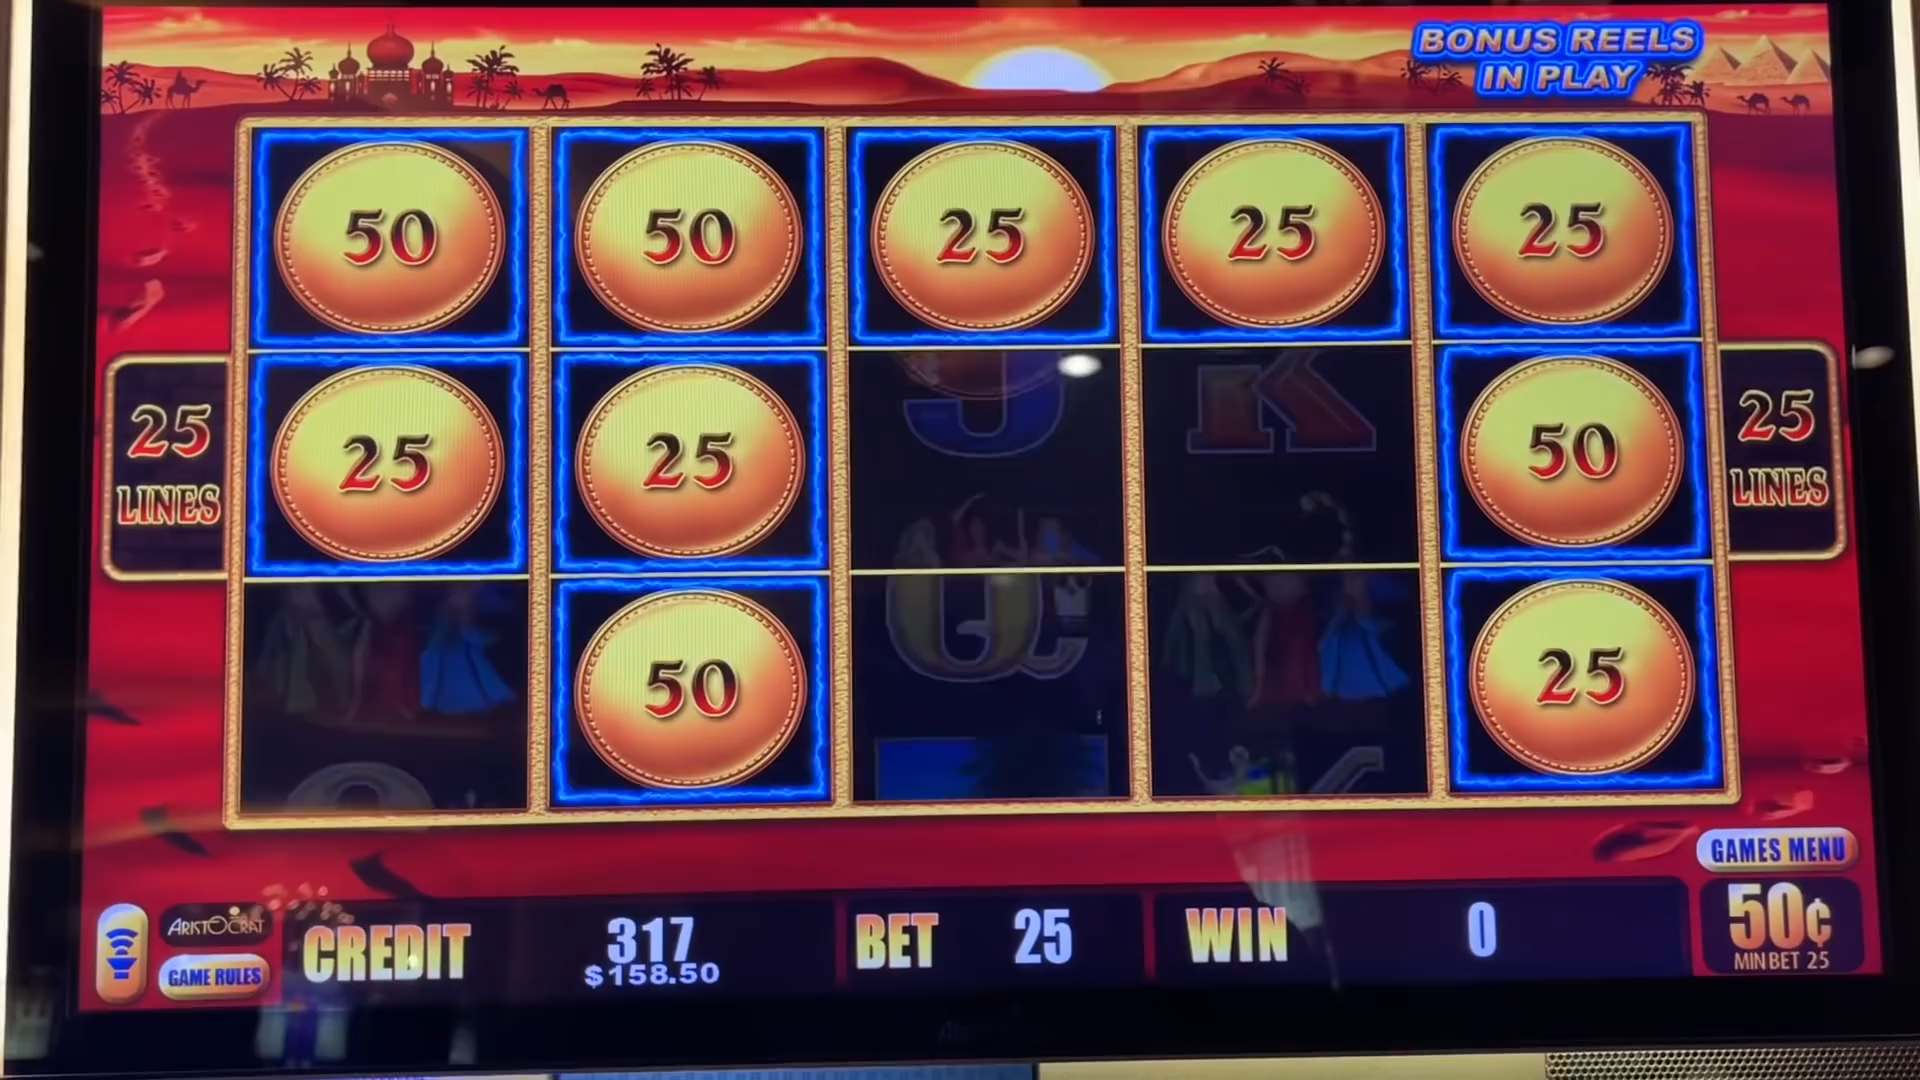 BONUS REELS
IN PLAY
50 50 25 25 25
25
LINES
25 25 J K 50
25
LINES
Q 50 Q 25
GAMES MENU
ARISTOCRAT
GAME RULES
CREDIT 317
$158.50
BET 25
WIN 0
50¢
MIN BET 25